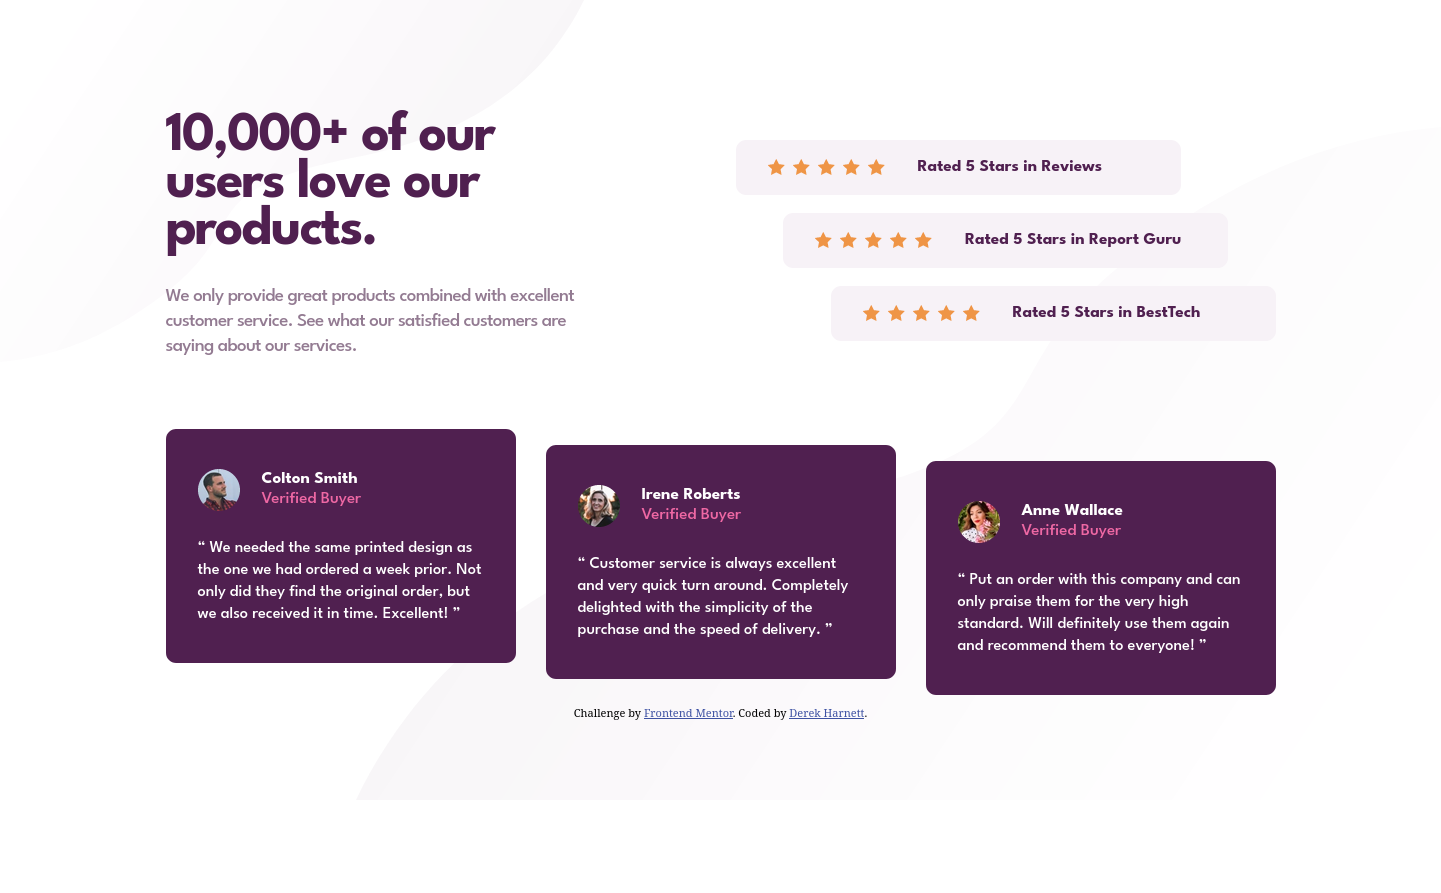 10,000+ of our
users love our
products.
We only provide great products combined with excellent
customer service. See what our satisfied customers are
saying about our services.
Rated 5 Stars in Reviews
Rated 5 Stars in Report Guru
Rated 5 Stars in BestTech
Colton Smith
Verified Buyer
“ We needed the same printed design as
the one we had ordered a week prior. Not
only did they find the original order, but
we also received it in time. Excellent! ”
Irene Roberts
Verified Buyer
“ Customer service is always excellent
and very quick turn around. Completely
delighted with the simplicity of the
purchase and the speed of delivery. ”
Anne Wallace
Verified Buyer
“ Put an order with this company and can
only praise them for the very high
standard. Will definitely use them again
and recommend them to everyone! ”
Challenge by Frontend Mentor. Coded by Derek Harnett.